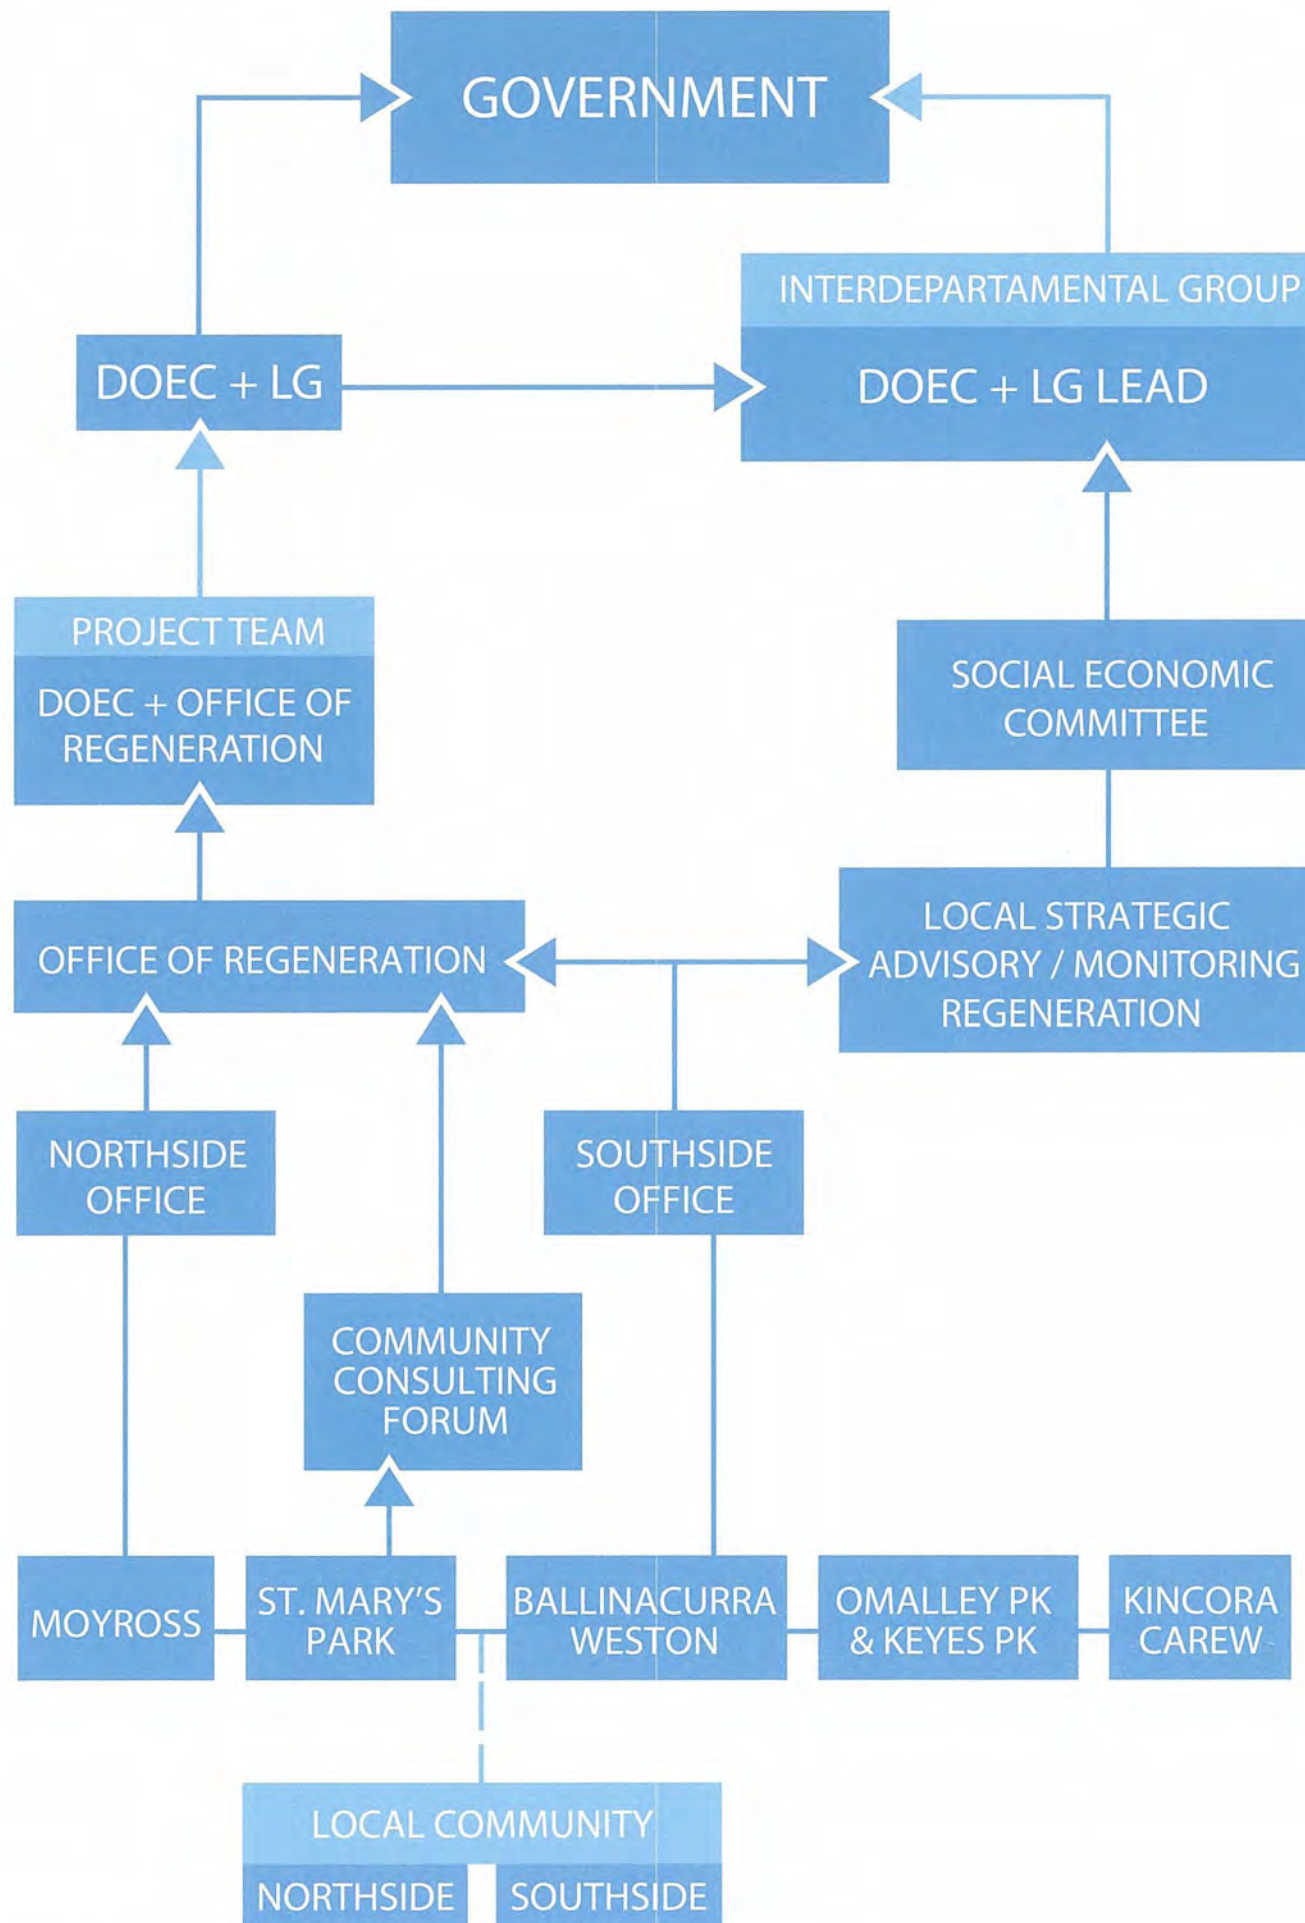 GOVERNMENT
INTERDEPARTAMENTAL GROUP
DOEC + LG
DOEC + LG LEAD
PROJECT TEAM
DOEC + OFFICE OF
REGENERATION
SOCIAL ECONOMIC
COMMITTEE
OFFICE OF REGENERATION
LOCAL STRATEGIC
ADVISORY / MONITORING
REGENERATION
NORTHSIDE
OFFICE
SOUTHSIDE
OFFICE
COMMUNITY
CONSULTING
FORUM
MOYROSS
ST. MARY'S
PARK
BALLINACURRA
WESTON
OMALLEY PK
& KEYES PK
KINCORA
CAREW
LOCAL COMMUNITY
NORTHSIDE
SOUTHSIDE